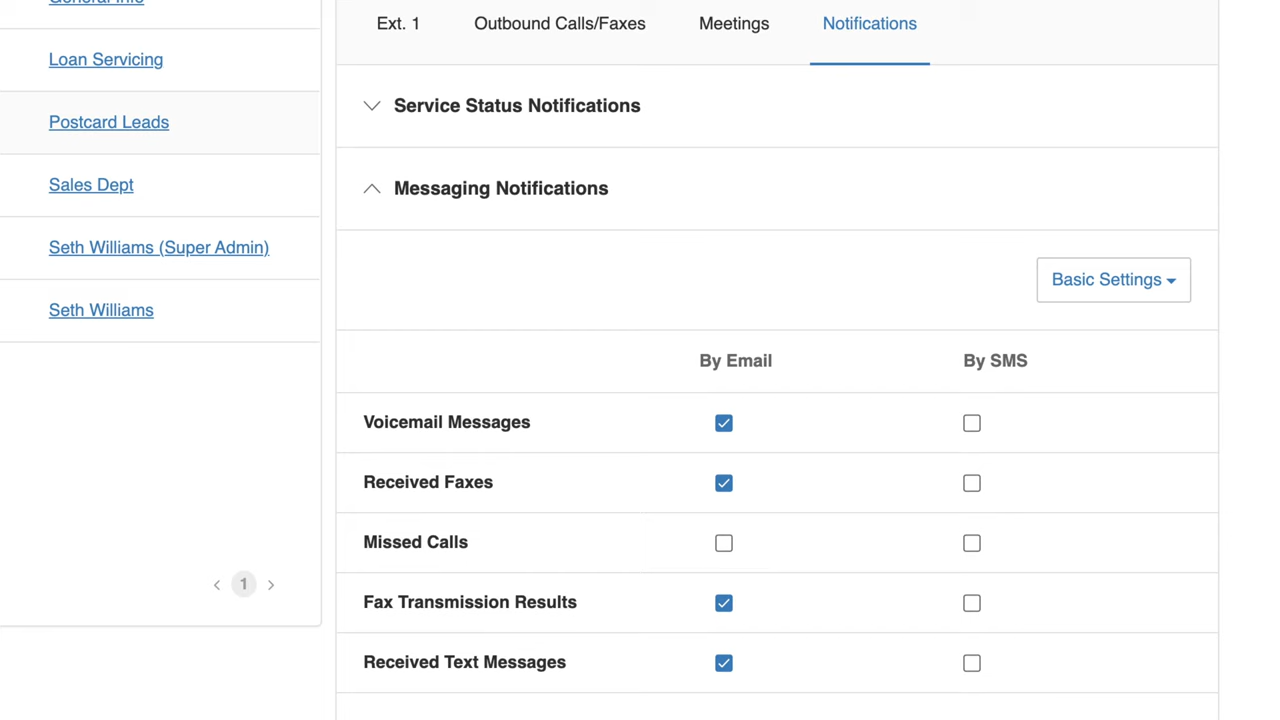 General Info
Loan Servicing
Postcard Leads
Sales Dept
Seth Williams (Super Admin)
Seth Williams
1
Ext. 1 Outbound Calls/Faxes Meetings Notifications
Service Status Notifications
Messaging Notifications
Basic Settings
By Email By SMS
Voicemail Messages
Received Faxes
Missed Calls
Fax Transmission Results
Received Text Messages